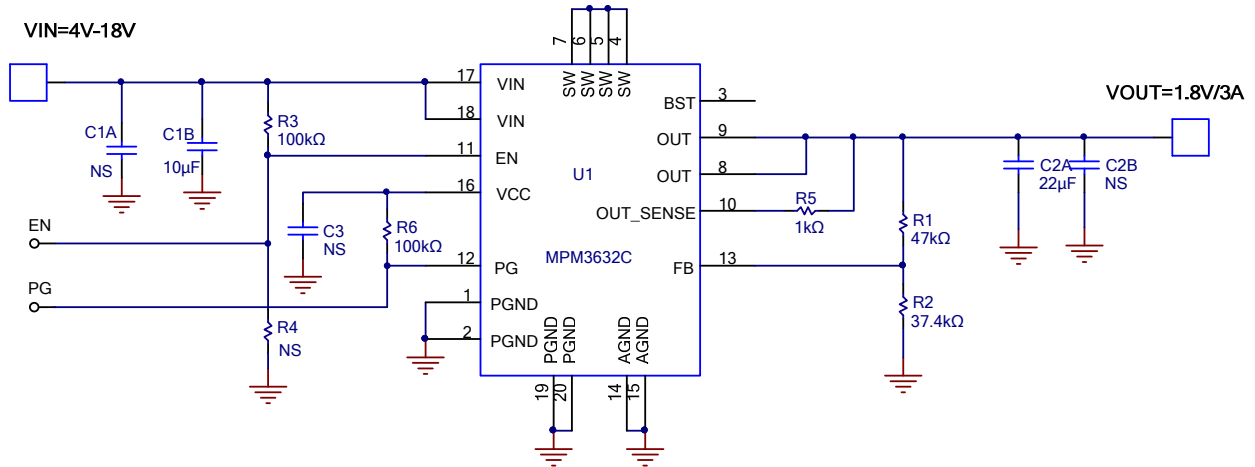 VIN=4V-18V
VOUT=1.8V/3A
7
6
5
4
SW
SW
SW
SW
17
VIN
18
VIN
11
EN
16
VCC
12
PG
1
PGND
2
PGND
3
BST
9
OUT
8
OUT
10
OUT_SENSE
13
FB
U1
MPM3632C
PGND
PGND
AGND
AGND
19
20
14
15
C1A
NS
C1B
10µF
R3
100kΩ
C3
NS
R6
100kΩ
EN
PG
R4
NS
R5
1kΩ
R1
47kΩ
R2
37.4kΩ
C2A
22µF
C2B
NS